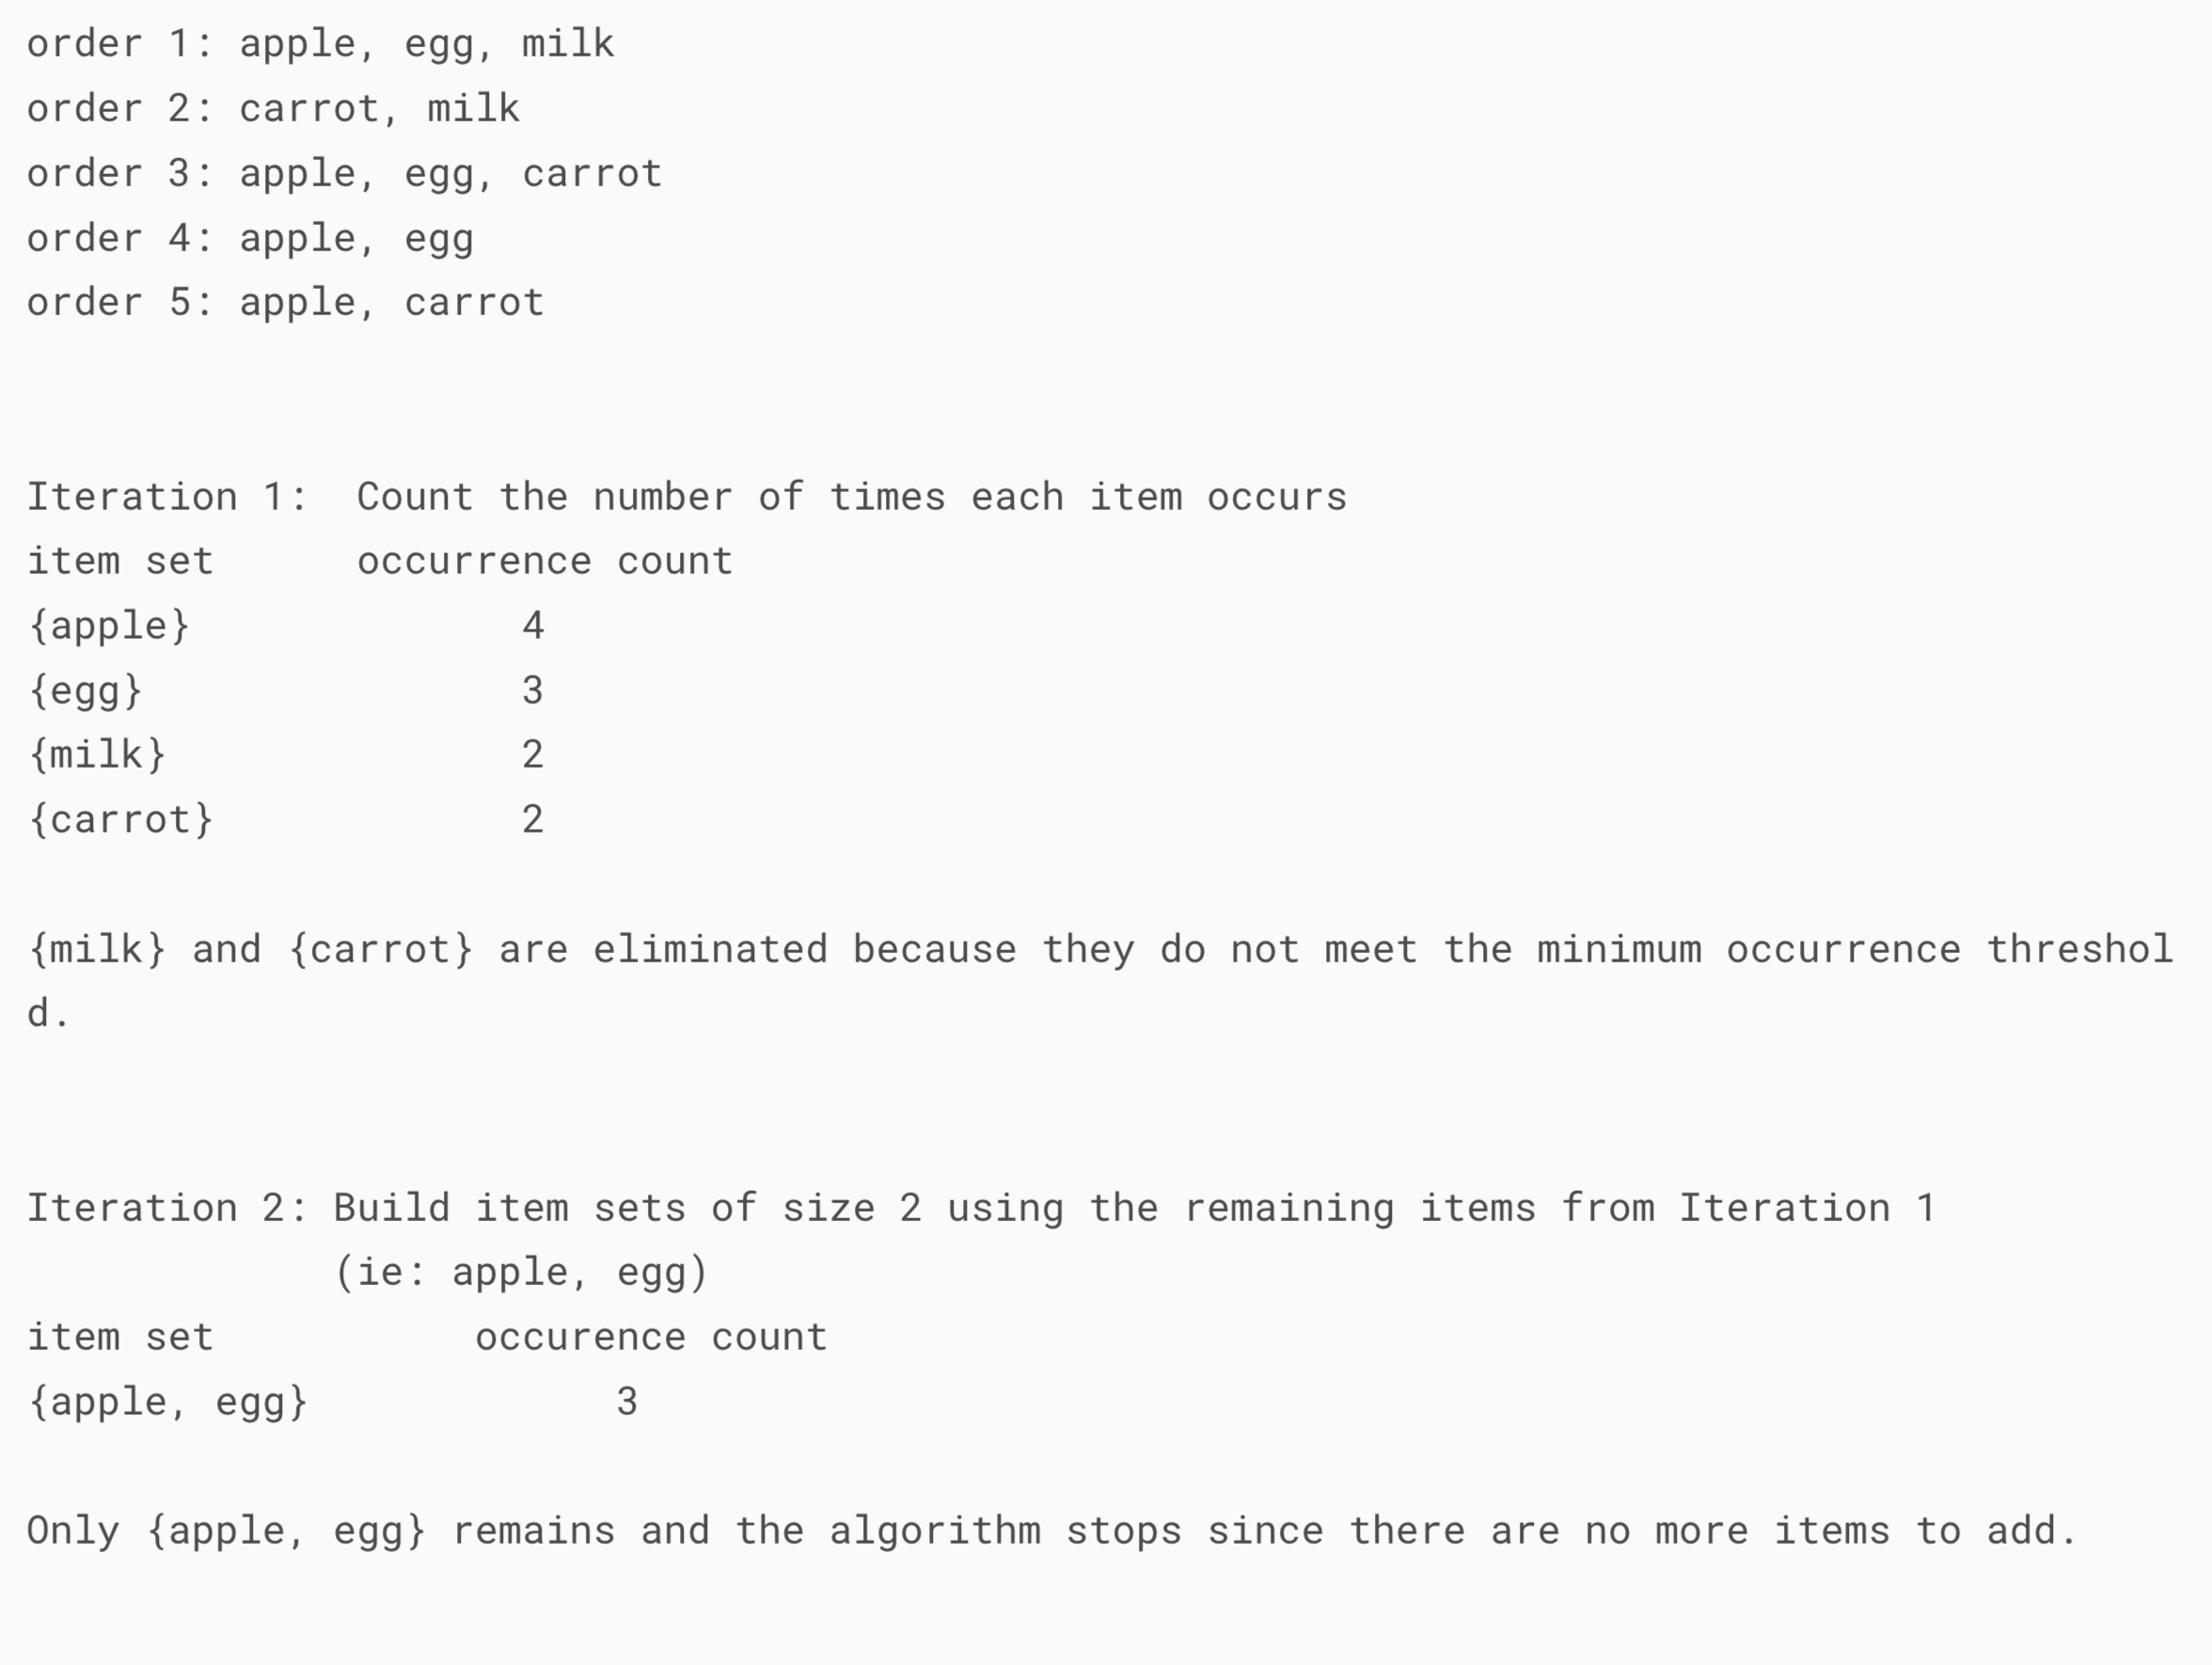 order 1: apple, egg, milk
order 2: carrot, milk
order 3: apple, egg, carrot
order 4: apple, egg
order 5: apple, carrot
Iteration 1:  Count the number of times each item occurs
item set      occurrence count
{apple}              4
{egg}                3
{milk}               2
{carrot}             2
{milk} and {carrot} are eliminated because they do not meet the minimum occurrence threshol
d.
Iteration 2: Build item sets of size 2 using the remaining items from Iteration 1
             (ie: apple, egg)
item set           occurence count
{apple, egg}             3
Only {apple, egg} remains and the algorithm stops since there are no more items to add.